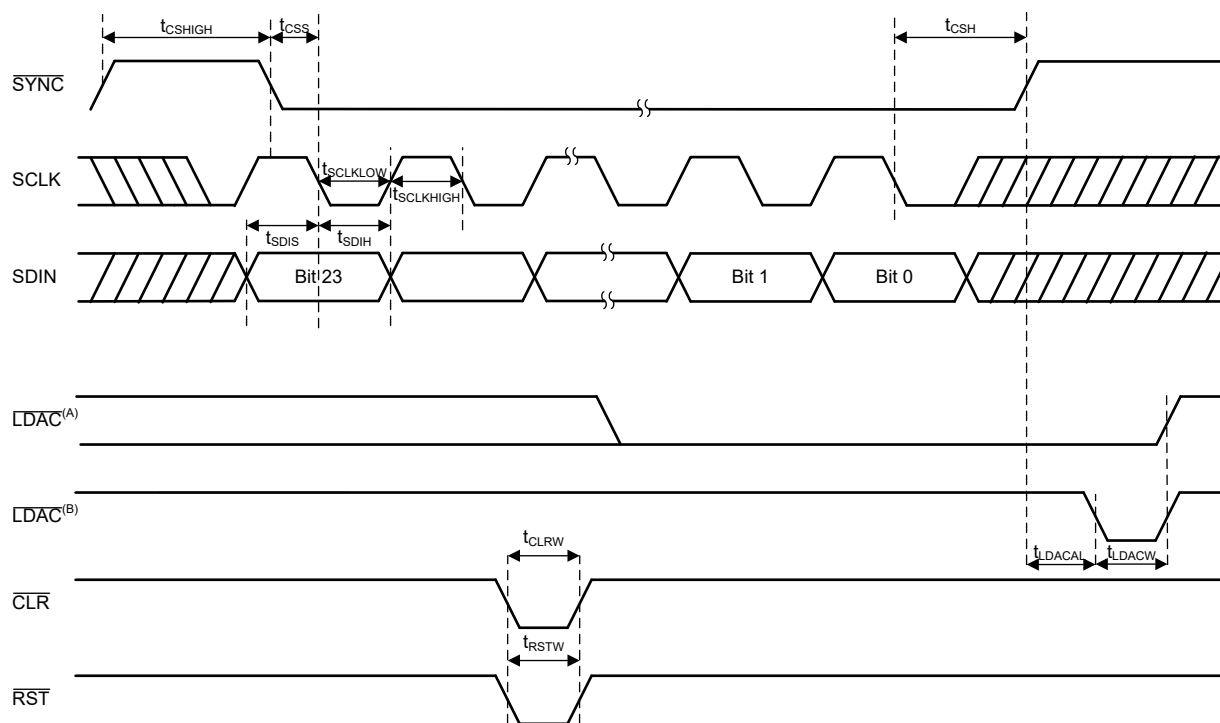 tCSHIGH tCSS tCSH
SYNC
SCLK tSCLKLOW
tSCLKHIGH
tSDIS tSDIH
SDIN Bit 23 Bit 1 Bit 0
LDAC(A)
LDAC(B)
tCLRW tLDACAL tLDACW
CLR
tRSTW
RST